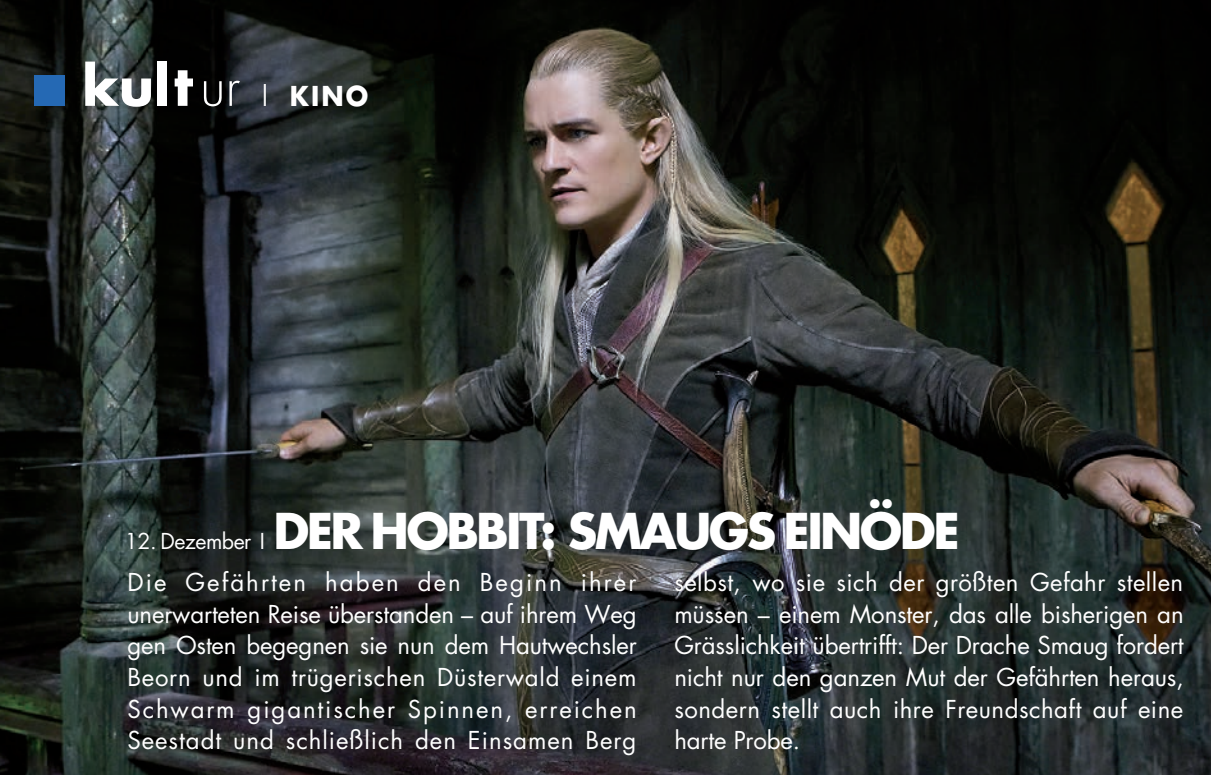 kultur | KINO
12. Dezember I DER HOBBIT: SMAUGS EINÖDE
Die Gefährten haben den Beginn ihrer
unerwarteten Reise überstanden – auf ihrem Weg
gen Osten begegnen sie nun dem Hautwechsler
Beorn und im trügerischen Düsterwald einem
Schwarm gigantischer Spinnen, erreichen
Seestadt und schließlich den Einsamen Berg
selbst, wo sie sich der größten Gefahr stellen
müssen – einem Monster, das alle bisherigen an
Grässlichkeit übertrifft: Der Drache Smaug fordert
nicht nur den ganzen Mut der Gefährten heraus,
sondern stellt auch ihre Freundschaft auf eine
harte Probe.